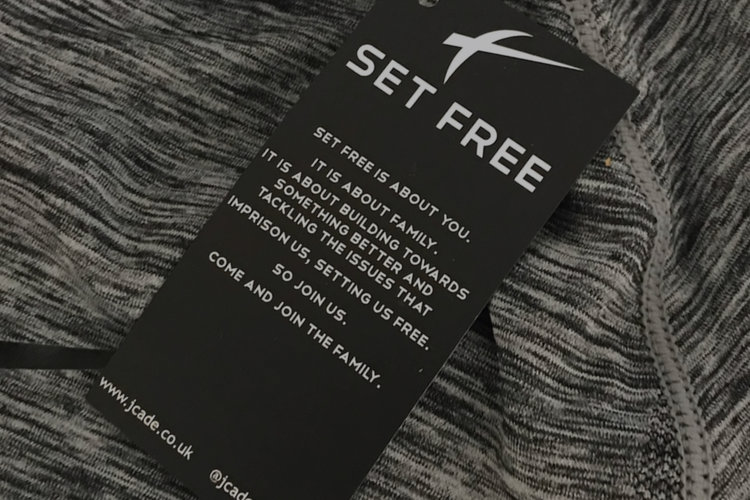 SET FREE
SET FREE IS ABOUT YOU.
IT IS ABOUT FAMILY.
IT IS ABOUT BUILDING TOWARDS
SOMETHING BETTER AND
TACKLING THE ISSUES THAT
IMPRISON US, SETTING US FREE.
SO JOIN US.
COME AND JOIN THE FAMILY.
www.jcade.co.uk
@jcade